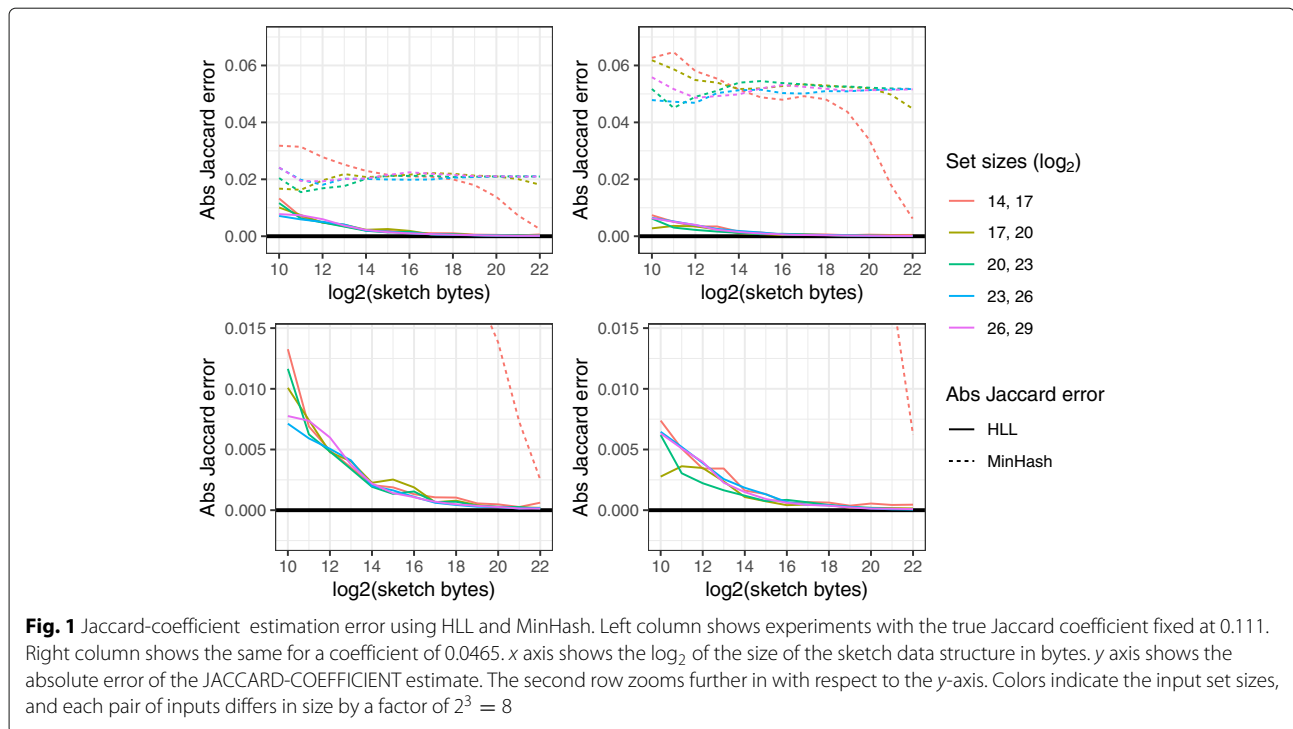 0.06
0.04
0.02
0.00
Abs Jaccard error
10 12 14 16 18 20 22
log2(sketch bytes)
0.06
0.04
0.02
0.00
Abs Jaccard error
10 12 14 16 18 20 22
log2(sketch bytes)
0.015
0.010
0.005
0.000
Abs Jaccard error
10 12 14 16 18 20 22
log2(sketch bytes)
0.015
0.010
0.005
0.000
Abs Jaccard error
10 12 14 16 18 20 22
log2(sketch bytes)
Set sizes (log₂)
14, 17
17, 20
20, 23
23, 26
26, 29
Abs Jaccard error
HLL
MinHash
Fig. 1 Jaccard-coefficient estimation error using HLL and MinHash. Left column shows experiments with the true Jaccard coefficient fixed at 0.111.
Right column shows the same for a coefficient of 0.0465. x axis shows the log₂ of the size of the sketch data structure in bytes. y axis shows the
absolute error of the JACCARD-COEFFICIENT estimate. The second row zooms further in with respect to the y-axis. Colors indicate the input set sizes,
and each pair of inputs differs in size by a factor of 2³ = 8